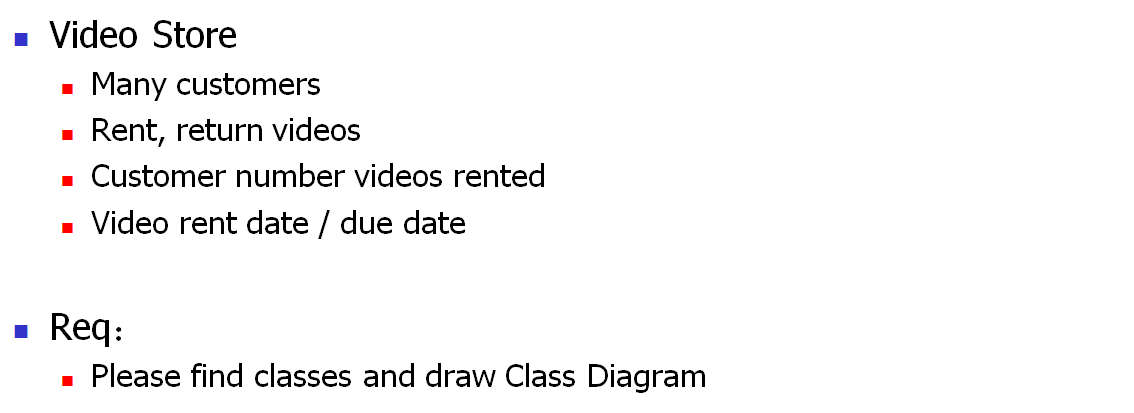 Video Store
Many customers
Rent, return videos
Customer number videos rented
Video rent date / due date
Req：
Please find classes and draw Class Diagram